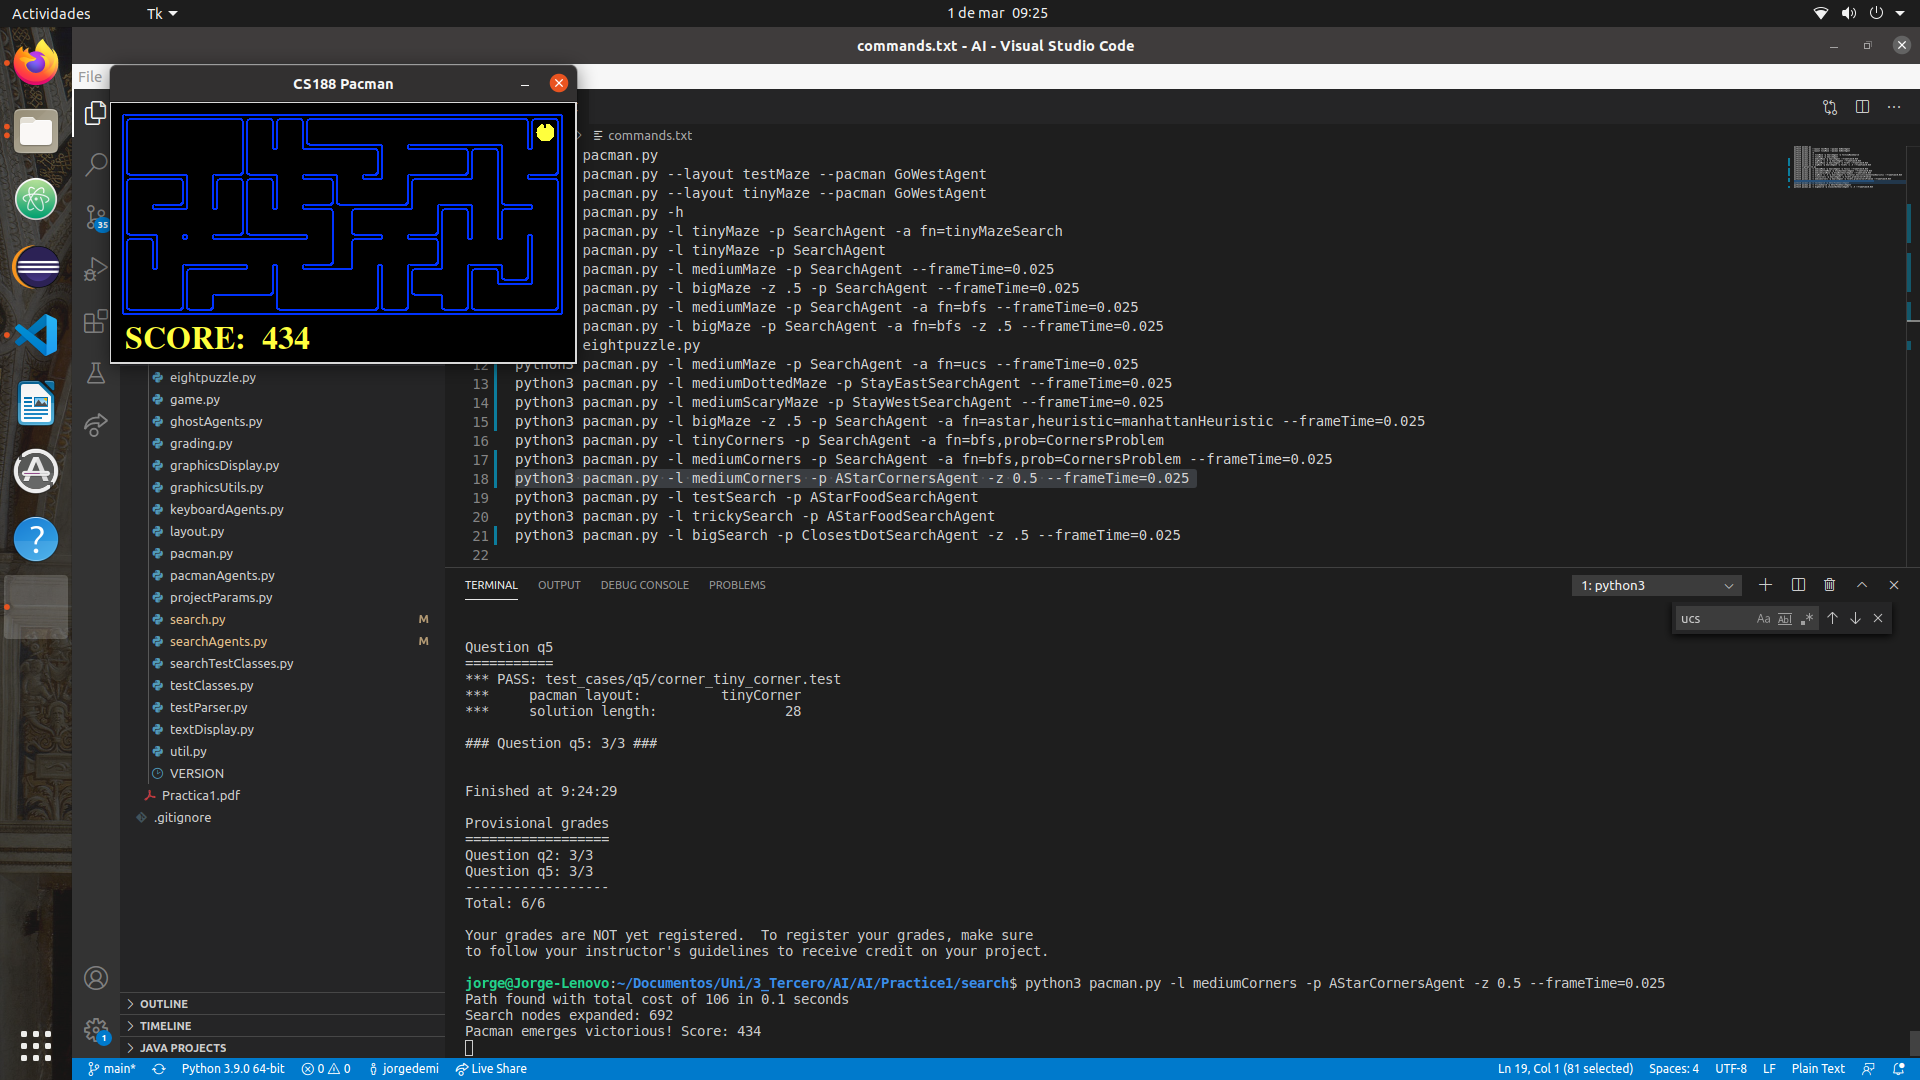 Actividades
Tk
1 de mar 09:25
commands.txt - AI - Visual Studio Code
File
CS188 Pacman
SCORE: 434
commands.txt
pacman.py
pacman.py --layout testMaze --pacman GoWestAgent
pacman.py --layout tinyMaze --pacman GoWestAgent
pacman.py -h
pacman.py -l tinyMaze -p SearchAgent -a fn=tinyMazeSearch
pacman.py -l tinyMaze -p SearchAgent
pacman.py -l mediumMaze -p SearchAgent --frameTime=0.025
pacman.py -l bigMaze -z .5 -p SearchAgent --frameTime=0.025
pacman.py -l mediumMaze -p SearchAgent -a fn=bfs --frameTime=0.025
pacman.py -l bigMaze -p SearchAgent -a fn=bfs -z .5 --frameTime=0.025
eightpuzzle.py
12 python3 pacman.py -l mediumMaze -p SearchAgent -a fn=ucs --frameTime=0.025
13 python3 pacman.py -l mediumDottedMaze -p StayEastSearchAgent --frameTime=0.025
14 python3 pacman.py -l mediumScaryMaze -p StayWestSearchAgent --frameTime=0.025
15 python3 pacman.py -l bigMaze -z .5 -p SearchAgent -a fn=astar,heuristic=manhattanHeuristic --frameTime=0.025
16 python3 pacman.py -l tinyCorners -p SearchAgent -a fn=bfs,prob=CornersProblem
17 python3 pacman.py -l mediumCorners -p SearchAgent -a fn=bfs,prob=CornersProblem --frameTime=0.025
18 python3 pacman.py -l mediumCorners -p AStarCornersAgent -z 0.5 --frameTime=0.025
19 python3 pacman.py -l testSearch -p AStarFoodSearchAgent
20 python3 pacman.py -l trickySearch -p AStarFoodSearchAgent
21 python3 pacman.py -l bigSearch -p ClosestDotSearchAgent -z .5 --frameTime=0.025
22
35
eightpuzzle.py
game.py
ghostAgents.py
grading.py
graphicsDisplay.py
graphicsUtils.py
keyboardAgents.py
layout.py
pacman.py
pacmanAgents.py
projectParams.py
search.py M
searchAgents.py M
searchTestClasses.py
testClasses.py
testParser.py
textDisplay.py
util.py
VERSION
Practica1.pdf
.gitignore
OUTLINE
TIMELINE
JAVA PROJECTS
1
TERMINAL OUTPUT DEBUG CONSOLE PROBLEMS
1: python3
ucs
Aa Abl .*
Question q5
===========
*** PASS: test_cases/q5/corner_tiny_corner.test
*** pacman layout: tinyCorner
*** solution length: 28
### Question q5: 3/3 ###
Finished at 9:24:29
Provisional grades
==================
Question q2: 3/3
Question q5: 3/3
------------------
Total: 6/6
Your grades are NOT yet registered. To register your grades, make sure
to follow your instructor's guidelines to receive credit on your project.
jorge@Jorge-Lenovo:~/Documentos/Uni/3_Tercero/AI/AI/Practice1/search$ python3 pacman.py -l mediumCorners -p AStarCornersAgent -z 0.5 --frameTime=0.025
Path found with total cost of 106 in 0.1 seconds
Search nodes expanded: 692
Pacman emerges victorious! Score: 434
main* Python 3.9.0 64-bit 0 0 jorgedemi Live Share
Ln 19, Col 1 (81 selected) Spaces: 4 UTF-8 LF Plain Text